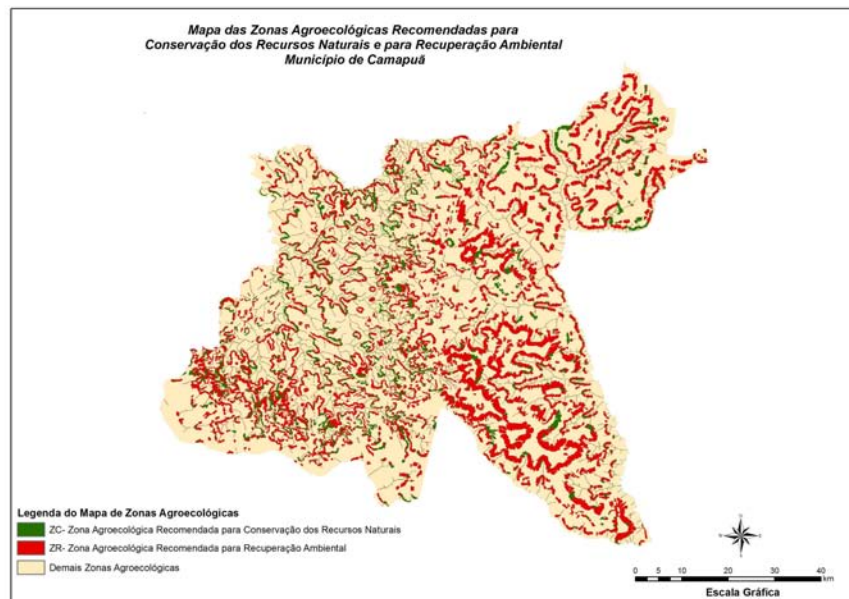 Mapa das Zonas Agroecológicas Recomendadas para
Conservação dos Recursos Naturais e para Recuperação Ambiental
Município de Camapuã
Legenda do Mapa de Zonas Agroecológicas
ZC- Zona Agroecológica Recomendada para Conservação dos Recursos Naturais
ZR- Zona Agroecológica Recomendada para Recuperação Ambiental
Demais Zonas Agroecológicas
0 5 10 20 30 40
km
Escala Gráfica